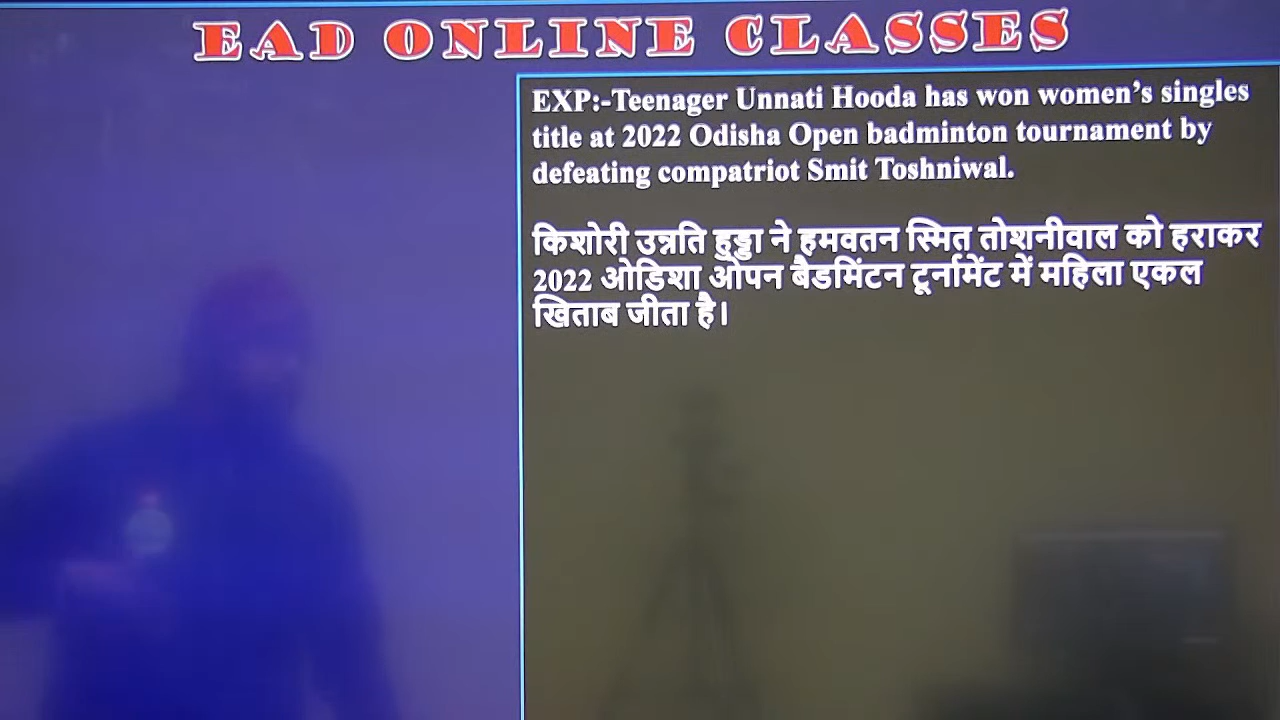 EAD ONLINE CLASSES
EXP:-Teenager Unnati Hooda has won women's singles
title at 2022 Odisha Open badminton tournament by
defeating compatriot Smit Toshniwal.
किशोरी उन्नति हुड्डा ने हमवतन स्मित तोशनीवाल को हराकर
2022 ओडिशा ओपन बैडमिंटन टूर्नामेंट में महिला एकल
खिताब जीता है।